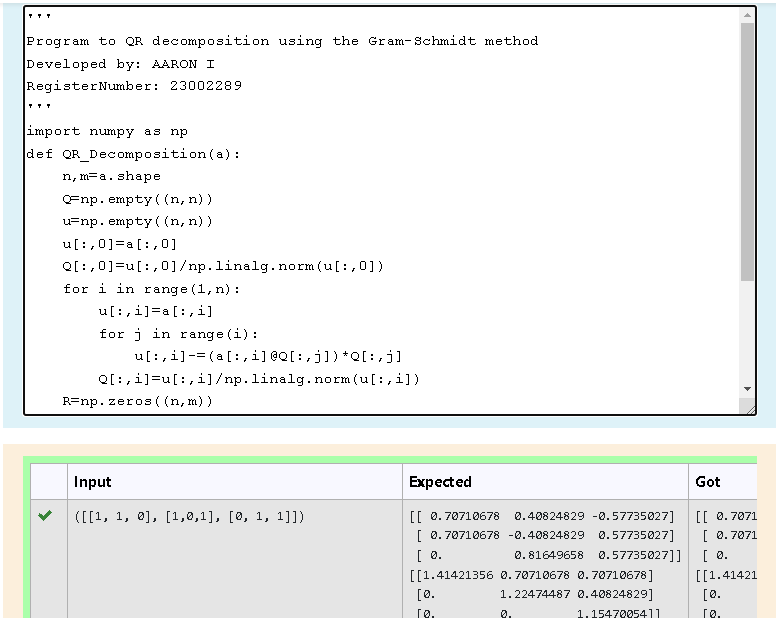 '''
Program to QR decomposition using the Gram-Schmidt method
Developed by: AARON I
RegisterNumber: 23002289
'''
import numpy as np
def QR_Decomposition(a):
    n,m=a.shape
    Q=np.empty((n,n))
    u=np.empty((n,n))
    u[:,0]=a[:,0]
    Q[:,0]=u[:,0]/np.linalg.norm(u[:,0])
    for i in range(1,n):
        u[:,i]=a[:,i]
        for j in range(i):
            u[:,i]-=(a[:,i]@Q[:,j])*Q[:,j]
        Q[:,i]=u[:,i]/np.linalg.norm(u[:,i])
    R=np.zeros((n,m))
Input Expected Got
([[1, 1, 0], [1,0,1], [0, 1, 1]]) [[ 0.70710678  0.40824829 -0.57735027] [[ 0.7071
[ 0.70710678 -0.40824829  0.57735027] [ 0.7071
[ 0.          0.81649658  0.57735027]] [ 0.
[[1.41421356 0.70710678 0.70710678] [[1.41421
[0.         1.22474487 0.40824829] [0.
[0.         0.         1.15470054]] [0.